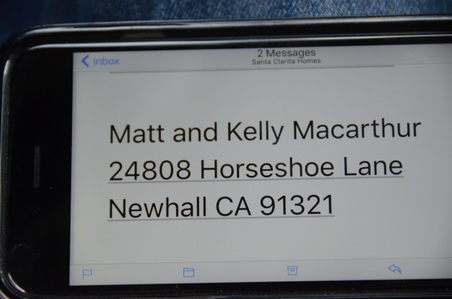 Inbox
2 Messages
Santa Clarita Homes
Matt and Kelly Macarthur
24808 Horseshoe Lane
Newhall CA 91321